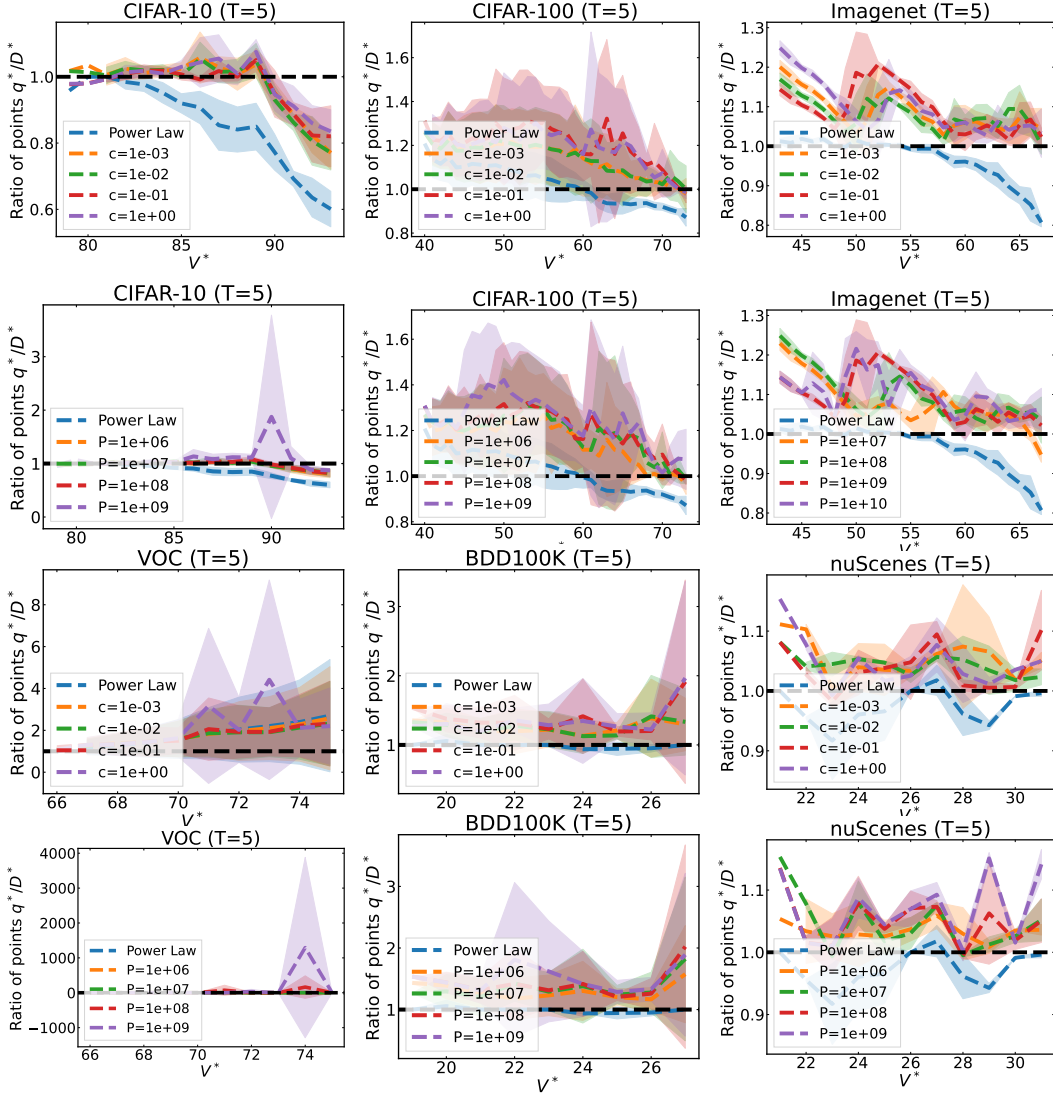 CIFAR-10 (T=5)
Ratio of points q*/D*
1.0
0.8
0.6
Power Law
c=1e-03
c=1e-02
c=1e-01
c=1e+00
80 85 90
V*
CIFAR-100 (T=5)
Ratio of points q*/D*
1.6
1.4
1.2
1.0
0.8
Power Law
c=1e-03
c=1e-02
c=1e-01
c=1e+00
40 50 60 70
V*
Imagenet (T=5)
Ratio of points q*/D*
1.3
1.2
1.1
1.0
0.9
0.8
Power Law
c=1e-03
c=1e-02
c=1e-01
c=1e+00
45 50 55 60 65
V*
CIFAR-10 (T=5)
Ratio of points q*/D*
3
2
1
0
Power Law
P=1e+06
P=1e+07
P=1e+08
P=1e+09
80 85 90
CIFAR-100 (T=5)
Ratio of points q*/D*
1.6
1.4
1.2
1.0
0.8
Power Law
P=1e+06
P=1e+07
P=1e+08
P=1e+09
40 50 60 70
Imagenet (T=5)
Ratio of points q*/D*
1.3
1.2
1.1
1.0
0.9
0.8
Power Law
P=1e+07
P=1e+08
P=1e+09
P=1e+10
45 50 55 60 65
V*
VOC (T=5)
Ratio of points q*/D*
8
6
4
2
0
Power Law
c=1e-03
c=1e-02
c=1e-01
c=1e+00
66 68 70 72 74
V*
BDD100K (T=5)
Ratio of points q*/D*
3
2
1
Power Law
c=1e-03
c=1e-02
c=1e-01
c=1e+00
20 22 24 26
nuScenes (T=5)
Ratio of points q*/D*
1.1
1.0
0.9
Power Law
c=1e-03
c=1e-02
c=1e-01
c=1e+00
22 24 26 28 30
V*
VOC (T=5)
Ratio of points q*/D*
4000
3000
2000
1000
0
−1000
Power Law
P=1e+06
P=1e+07
P=1e+08
P=1e+09
66 68 70 72 74
V*
BDD100K (T=5)
Ratio of points q*/D*
3
2
1
Power Law
P=1e+06
P=1e+07
P=1e+08
P=1e+09
20 22 24 26
V*
nuScenes (T=5)
Ratio of points q*/D*
1.1
1.0
0.9
Power Law
P=1e+06
P=1e+07
P=1e+08
P=1e+09
22 24 26 28 30
V*